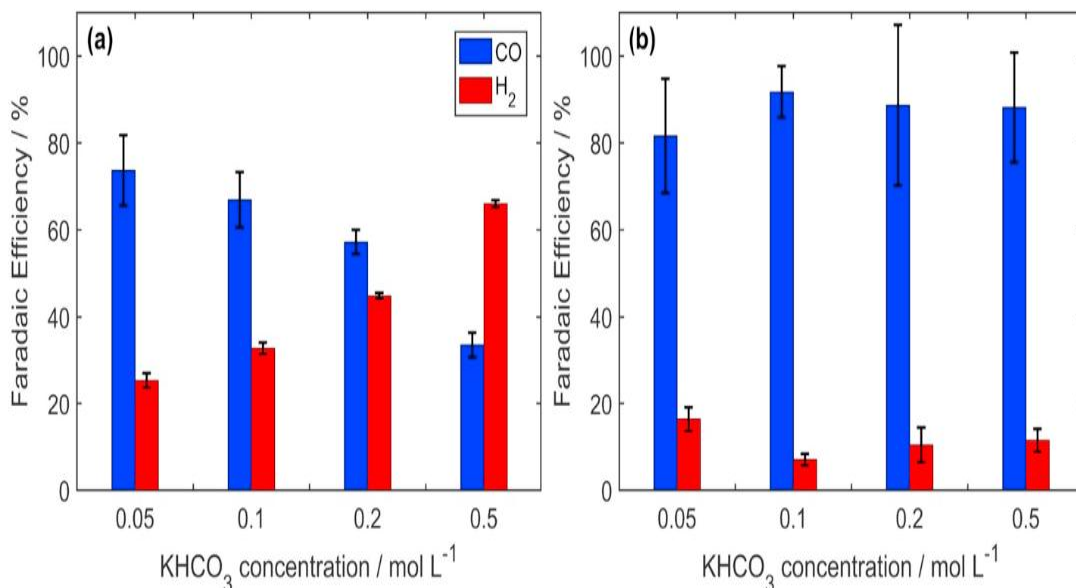 (a)
CO
H2
Faradaic Efficiency / %
100
80
60
40
20
0
0.05 0.1 0.2 0.5
KHCO3 concentration / mol L-1
(b)
Faradaic Efficiency / %
100
80
60
40
20
0
0.05 0.1 0.2 0.5
KHCO3 concentration / mol L-1